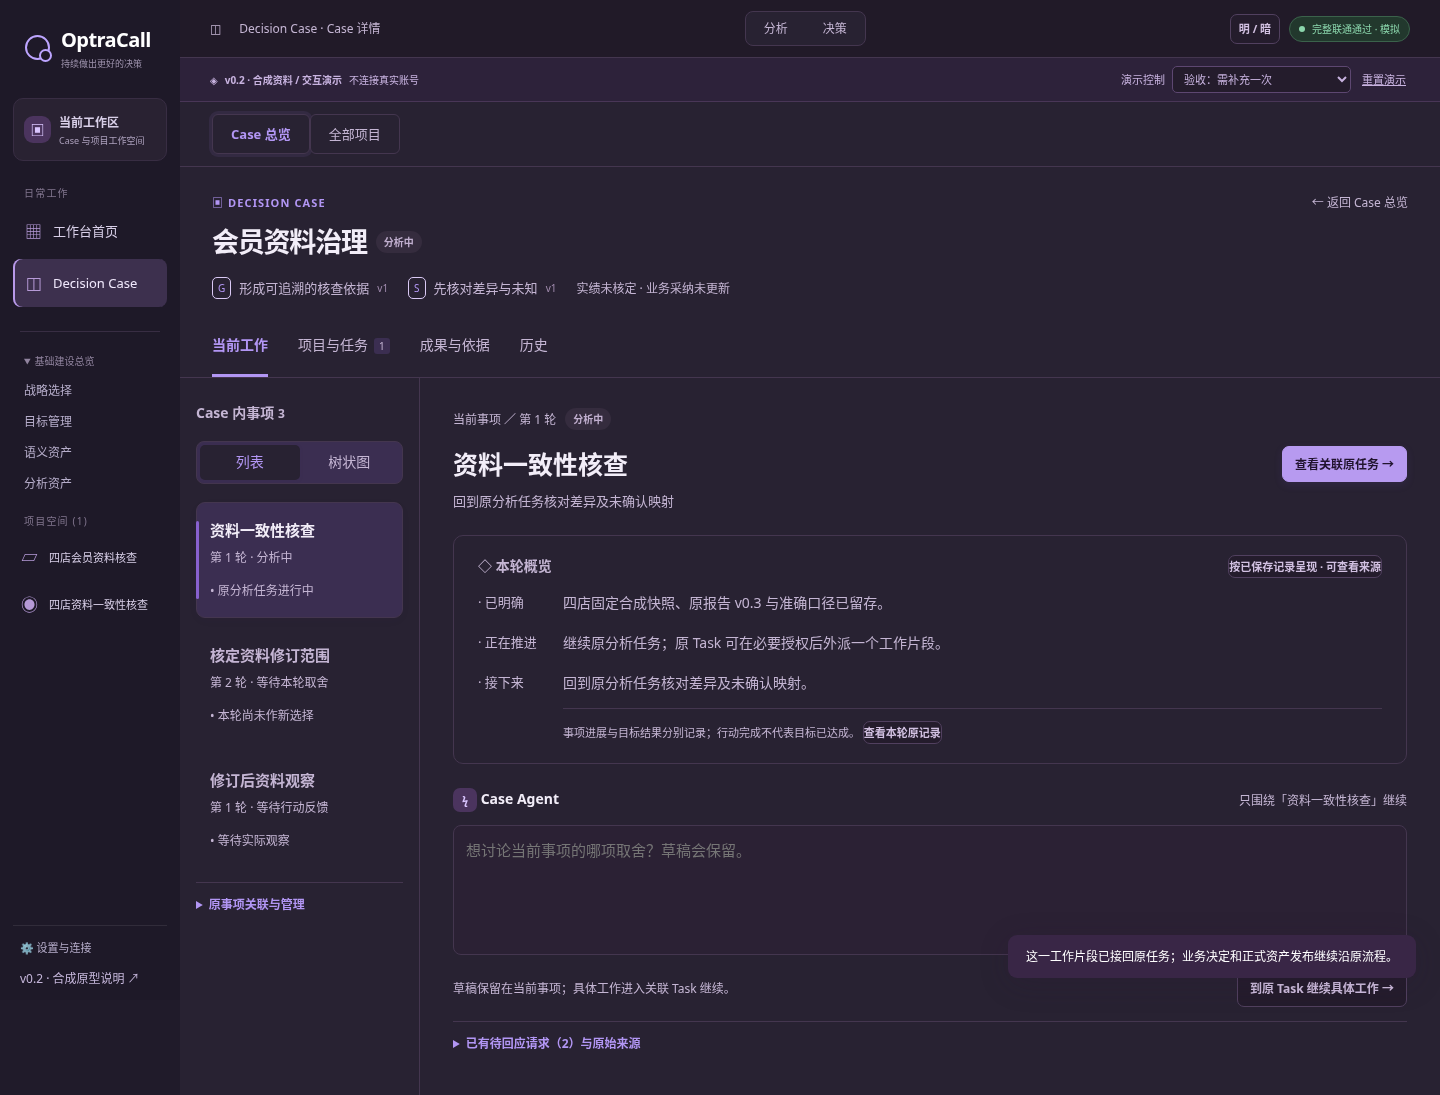 OptraCall
持续做出更好的决策
当前工作区
Case 与项目工作空间
日常工作
工作台首页
Decision Case
▼ 基础建设总览
战略选择
目标管理
语义资产
分析资产
项目空间 (1)
四店会员资料核查
四店资料一致性核查
设置与连接
v0.2 · 合成原型说明 ↗
Decision Case · Case 详情
分析
决策
明 / 暗
完整联通通过 · 模拟
v0.2 · 合成资料 / 交互演示 不连接真实账号
演示控制
验收：需补充一次
重置演示
Case 总览
全部项目
DECISION CASE
← 返回 Case 总览
会员资料治理
分析中
G 形成可追溯的核查依据 v1
S 先核对差异与未知 v1
实绩未核定 · 业务采纳未更新
当前工作
项目与任务 1
成果与依据
历史
Case 内事项 3
列表
树状图
资料一致性核查
第 1 轮 · 分析中
• 原分析任务进行中
核定资料修订范围
第 2 轮 · 等待本轮取舍
• 本轮尚未作新选择
修订后资料观察
第 1 轮 · 等待行动反馈
• 等待实际观察
▶ 原事项关联与管理
当前事项 ／ 第 1 轮
分析中
资料一致性核查
查看关联原任务 →
回到原分析任务核对差异及未确认映射
◇ 本轮概览
按已保存记录呈现 · 可查看来源
· 已明确 四店固定合成快照、原报告 v0.3 与准确口径已留存。
· 正在推进 继续原分析任务；原 Task 可在必要授权后外派一个工作片段。
· 接下来 回到原分析任务核对差异及未确认映射。
事项进展与目标结果分别记录；行动完成不代表目标已达成。 查看本轮原记录
Case Agent
只围绕「资料一致性核查」继续
想讨论当前事项的哪项取舍？草稿会保留。
这一工作片段已接回原任务；业务决定和正式资产发布继续沿原流程。
草稿保留在当前事项；具体工作进入关联 Task 继续。
到原 Task 继续具体工作 →
▶ 已有待回应请求（2）与原始来源